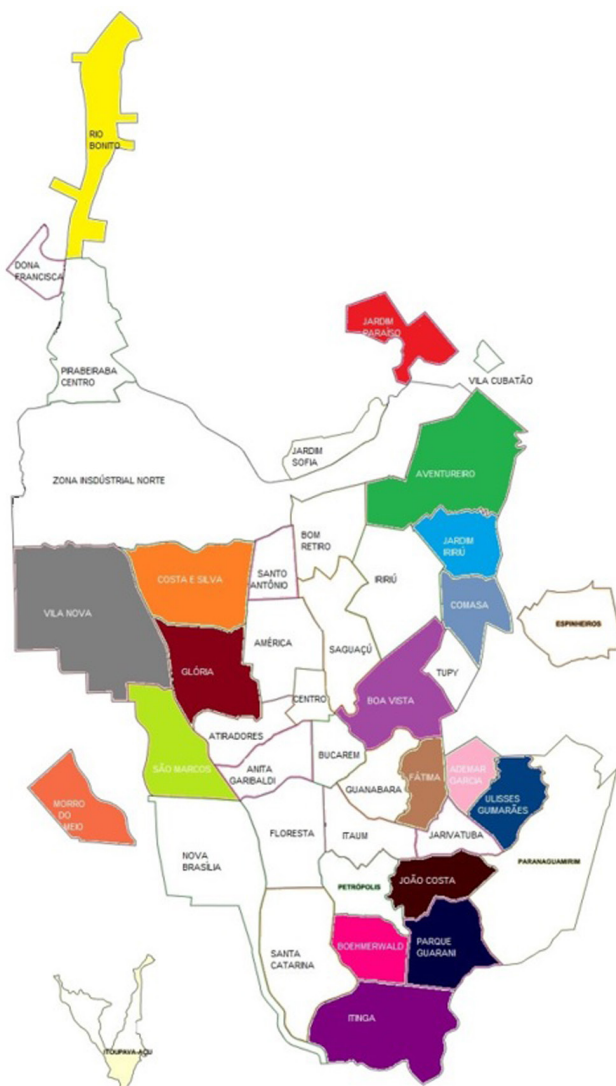 RIO
BONITO
DONA
FRANCISCA
PIRABEIRABA
CENTRO
JARDIM
PARAÍSO
VILA CUBATÃO
JARDIM
SOFIA
AVENTUREIRO
ZONA INSDÚSTRIAL NORTE
BOM
RETIRO
JARDIM
IRIRIÚ
IRIRIÚ
COSTA E SILVA
SANTO
ANTÔNIO
VILA NOVA
COMASA
ESPINHEIROS
AMÉRICA
SAGUAÇÚ
GLÓRIA
TUPY
CENTRO
BOA VISTA
ATIRADORES
BUCAREM
SÃO MARCOS
ANITA
GARIBALDI
GUANABARA
FÁTIMA
ADEMAR
GARCIA
ULISSES
GUIMARÃES
MORRO
DO
MEIO
FLORESTA
ITAUM
JARIVATUBA
NOVA
BRASÍLIA
PARANAGUAMIRIM
PETRÓPOLIS
JOÃO COSTA
BOEHMERWALD
PARQUE
GUARANI
SANTA
CATARINA
ITINGA
ITOUPAVA-AÇU